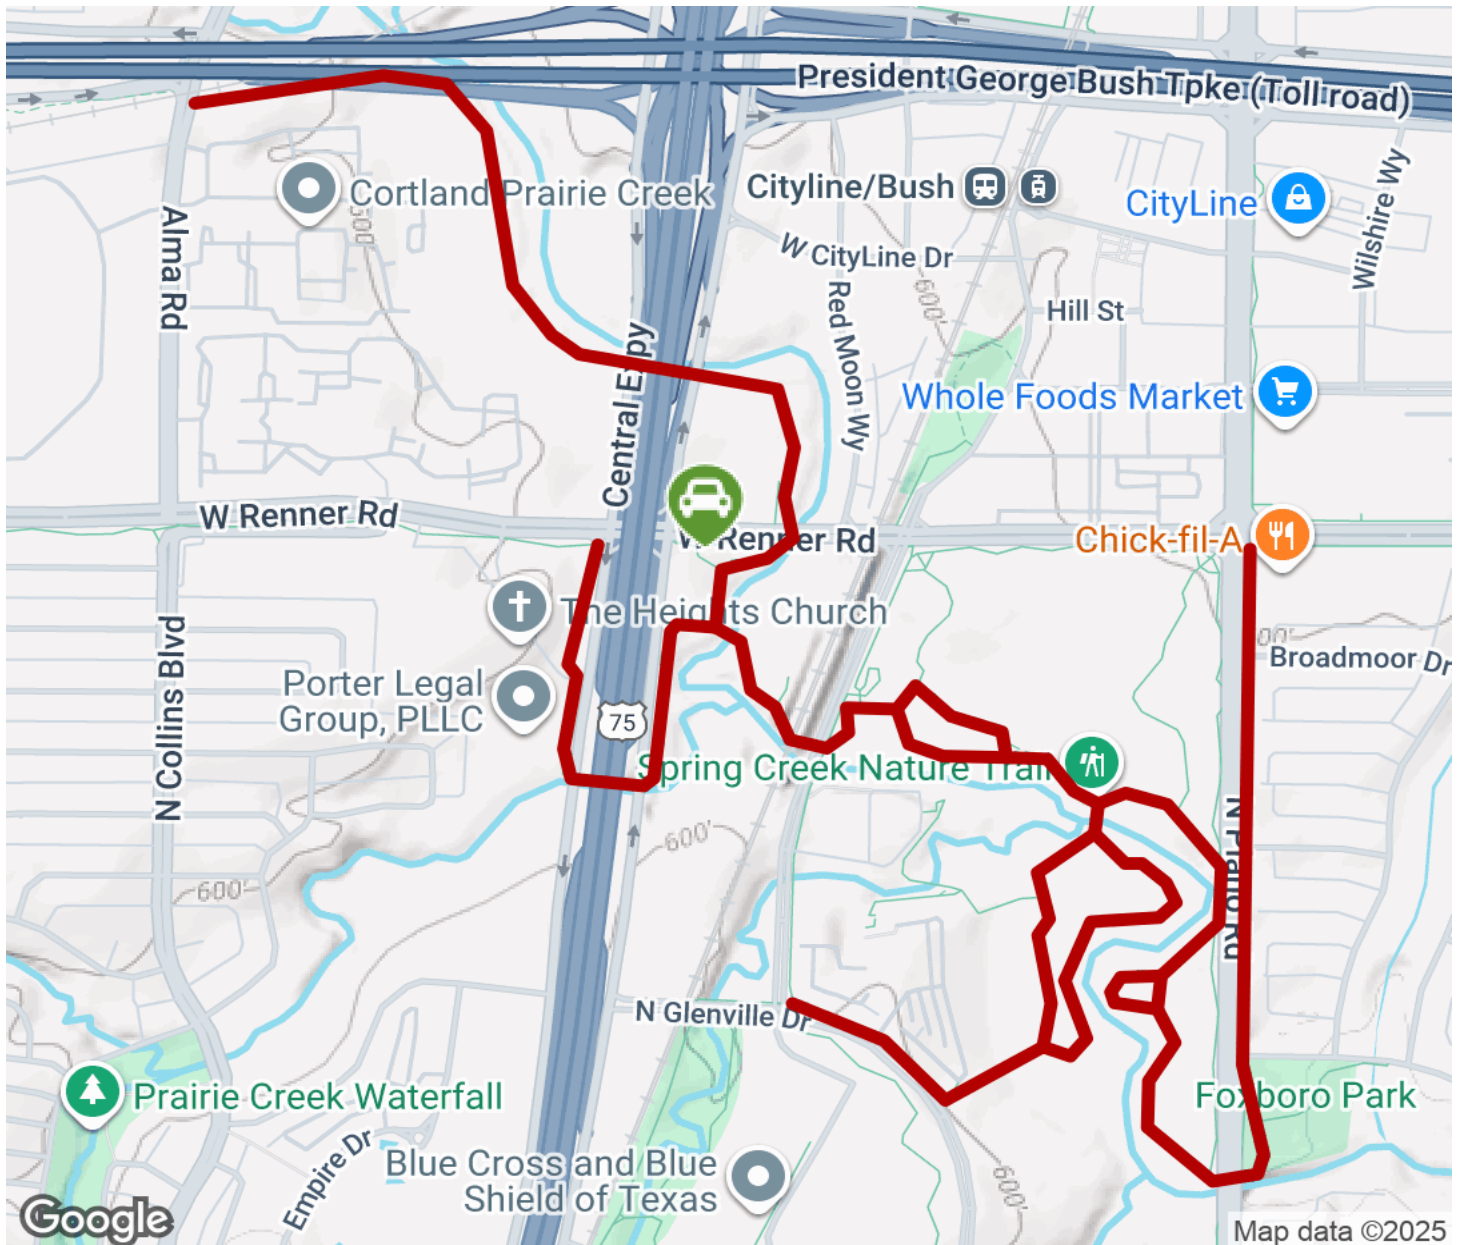 President George Bush Tpke (Toll road)
Cortland Prairie Creek
600'
Cityline/Bush
CityLine
Wilshire Wy
Alma Rd
W CityLine Dr
600'
Red Moon Wy
Hill St
Central Expy
Whole Foods Market
W Renner Rd
W Renner Rd
Chick-fil-A
The Heights Church
00'
Broadmoor Dr
N Collins Blvd
Porter Legal
Group, PLLC
75
Spring Creek Nature Trail
N Plano Rd
600'
600'
N Glenville Dr
Prairie Creek Waterfall
Foxboro Park
Empire Dr
Blue Cross and Blue
Shield of Texas
600'
Google
Map data ©2025